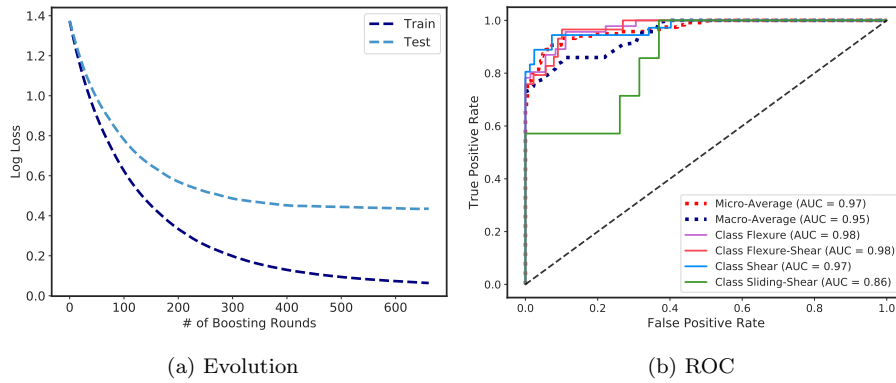 1.4
1.2
1.0
0.8
0.6
0.4
0.2
0.0
Log Loss
0 100 200 300 400 500 600
# of Boosting Rounds
Train
Test
(a) Evolution
1.0
0.8
0.6
0.4
0.2
0.0
True Positive Rate
0.0 0.2 0.4 0.6 0.8 1.0
False Positive Rate
Micro-Average (AUC = 0.97)
Macro-Average (AUC = 0.95)
Class Flexure (AUC = 0.98)
Class Flexure-Shear (AUC = 0.98)
Class Shear (AUC = 0.97)
Class Sliding-Shear (AUC = 0.86)
(b) ROC